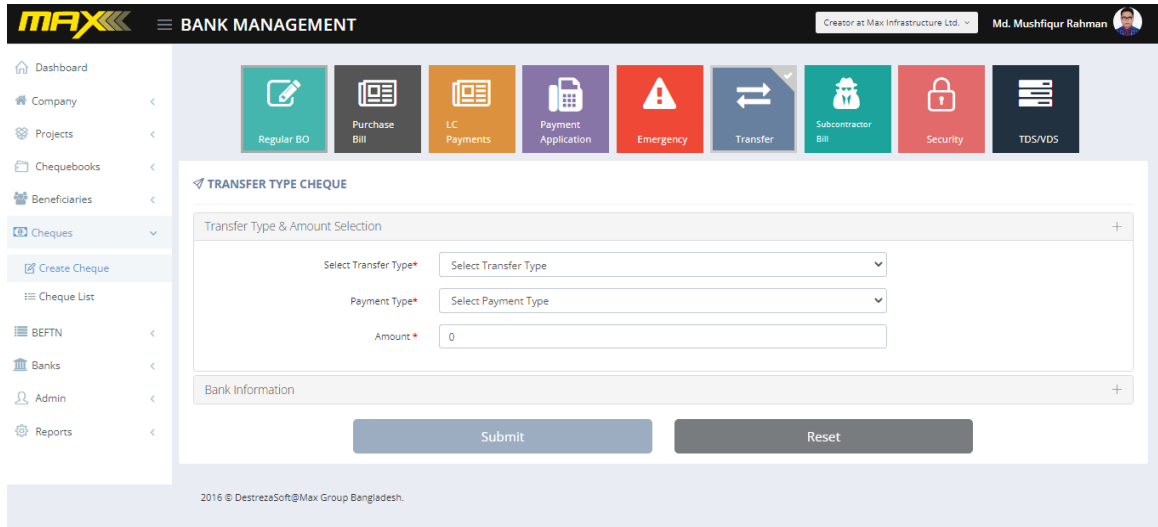 MAX
BANK MANAGEMENT
Creator at Max Infrastructure Ltd.
Md. Mushfiqur Rahman
Dashboard
Company
Projects
Chequebooks
Beneficiaries
Cheques
Create Cheque
Cheque List
BEFTN
Banks
Admin
Reports
Regular BO
Purchase
Bill
LC
Payments
Payment
Application
Emergency
Transfer
Subcontractor
Bill
Security
TDS/VDS
TRANSFER TYPE CHEQUE
Transfer Type & Amount Selection
Select Transfer Type*
Select Transfer Type
Payment Type*
Select Payment Type
Amount *
0
Bank Information
Submit
Reset
2016 © DestrezaSoft@Max Group Bangladesh.